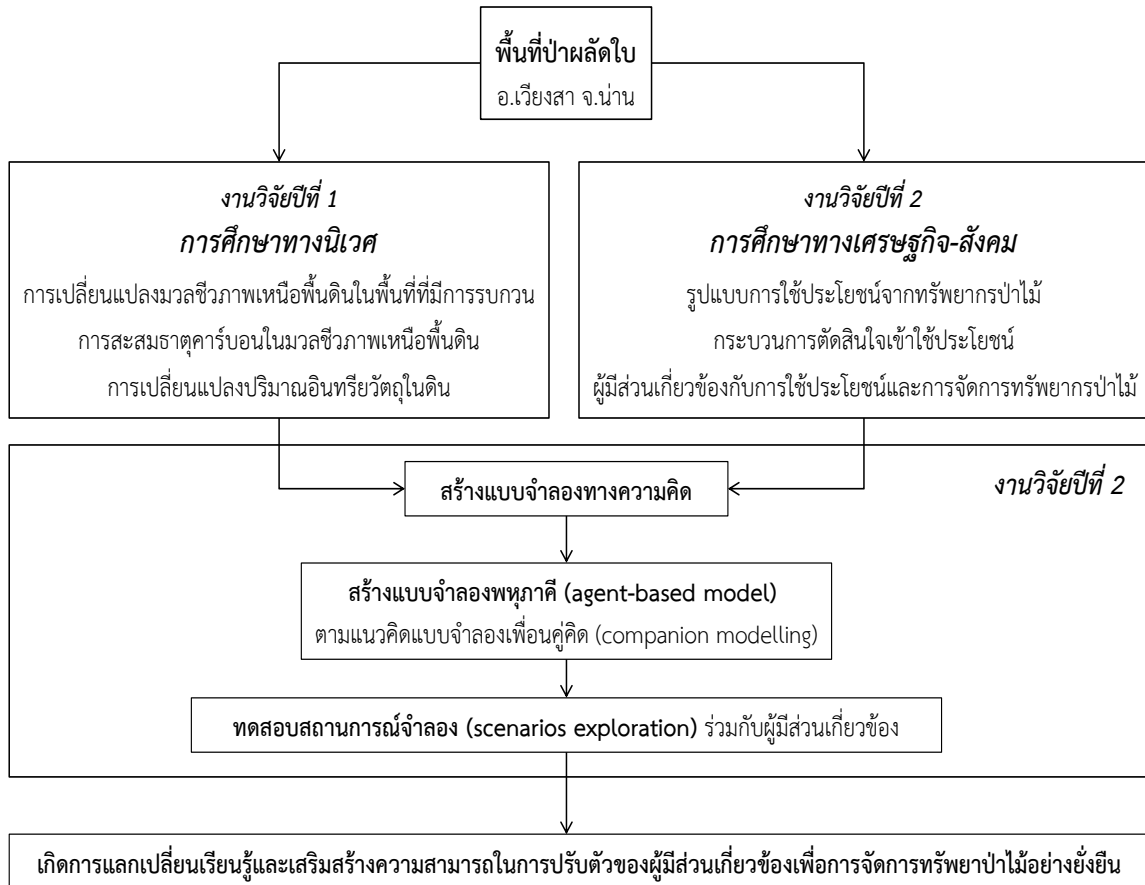 พื้นที่ป่าผลัดใบ
อ.เวียงสา จ.น่าน
งานวิจัยปีที่ 1
การศึกษาทางนิเวศ
การเปลี่ยนแปลงมวลชีวภาพเหนือพื้นดินในพื้นที่ที่มีการรบกวน
การสะสมธาตุคาร์บอนในมวลชีวภาพเหนือพื้นดิน
การเปลี่ยนแปลงปริมาณอินทรียวัตถุในดิน
งานวิจัยปีที่ 2
การศึกษาทางเศรษฐกิจ-สังคม
รูปแบบการใช้ประโยชน์จากทรัพยากรป่าไม้
กระบวนการตัดสินใจเข้าใช้ประโยชน์
ผู้มีส่วนเกี่ยวข้องกับการใช้ประโยชน์และการจัดการทรัพยากรป่าไม้
งานวิจัยปีที่ 2
สร้างแบบจำลองทางความคิด
สร้างแบบจำลองพหุภาคี (agent-based model)
ตามแนวคิดแบบจำลองเพื่อนคู่คิด (companion modelling)
ทดสอบสถานการณ์จำลอง (scenarios exploration) ร่วมกับผู้มีส่วนเกี่ยวข้อง
เกิดการแลกเปลี่ยนเรียนรู้และเสริมสร้างความสามารถในการปรับตัวของผู้มีส่วนเกี่ยวข้องเพื่อการจัดการทรัพยาป่าไม้อย่างยั่งยืน